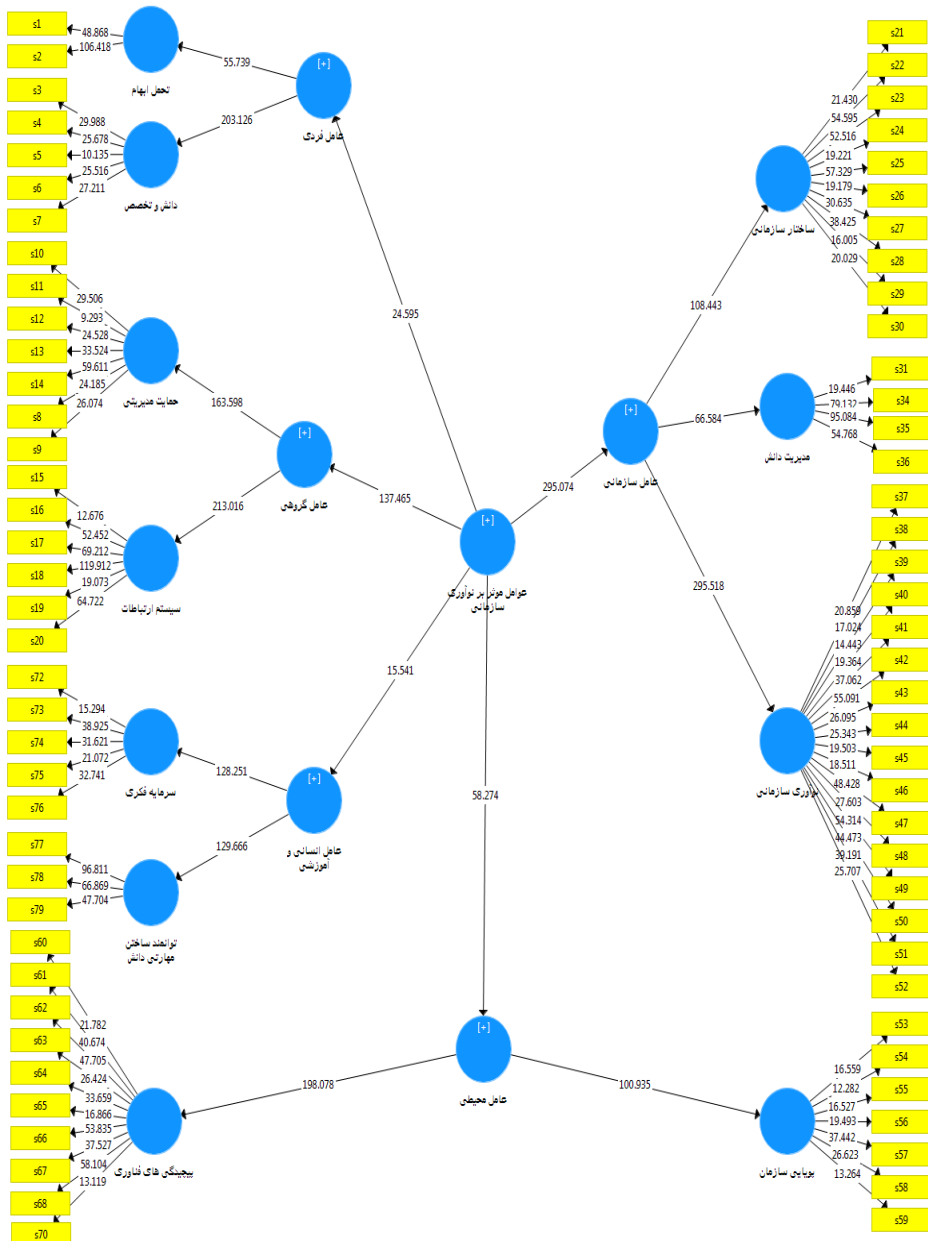 s1
s2
48.868
106.418
تحمل ابهام
s3
s4
s5
s6
s7
29.988
25.678
10.135
25.516
27.211
دانش و تخصص
55.739
203.126
[+]
عامل فردی
s10
s11
s12
s13
s14
s8
s9
29.506
9.293
24.528
33.524
59.611
24.185
26.074
حمایت مدیریتی
s15
s16
s17
s18
s19
s20
12.676
52.452
69.212
119.912
19.073
64.722
سیستم ارتباطات
163.598
213.016
[+]
عامل گروهی
s72
s73
s74
s75
s76
15.294
38.925
31.621
21.072
32.741
سرمایه فکری
s77
s78
s79
96.811
66.869
47.704
توانمند ساختن
مهارتی دانش
128.251
129.666
[+]
عامل انسانی و
آموزشی
s60
s61
s62
s63
s64
s65
s66
s67
s68
s70
21.782
40.674
47.705
26.424
33.659
16.866
53.835
37.527
58.104
13.119
پیچیدگی های فناوری
198.078
100.935
[+]
عامل محیطی
24.595
137.465
295.074
15.541
58.274
[+]
عوامل موثر بر نوآوری
سازمانی
[+]
عامل سازمانی
108.443
66.584
295.518
s21
s22
s23
s24
s25
s26
s27
s28
s29
s30
21.430
54.595
52.516
19.221
57.329
19.179
30.635
38.425
16.005
20.029
ساختار سازمانی
s31
s34
s35
s36
19.446
79.132
95.084
54.768
مدیریت دانش
s37
s38
s39
s40
s41
s42
s43
s44
s45
s46
s47
s48
s49
s50
s51
s52
20.859
17.024
14.443
19.364
37.062
55.091
26.095
25.343
19.503
18.511
48.428
27.603
54.314
44.473
39.191
25.707
نوآوری سازمانی
s53
s54
s55
s56
s57
s58
s59
16.559
12.282
16.527
19.493
37.442
26.623
13.264
پویایی سازمان